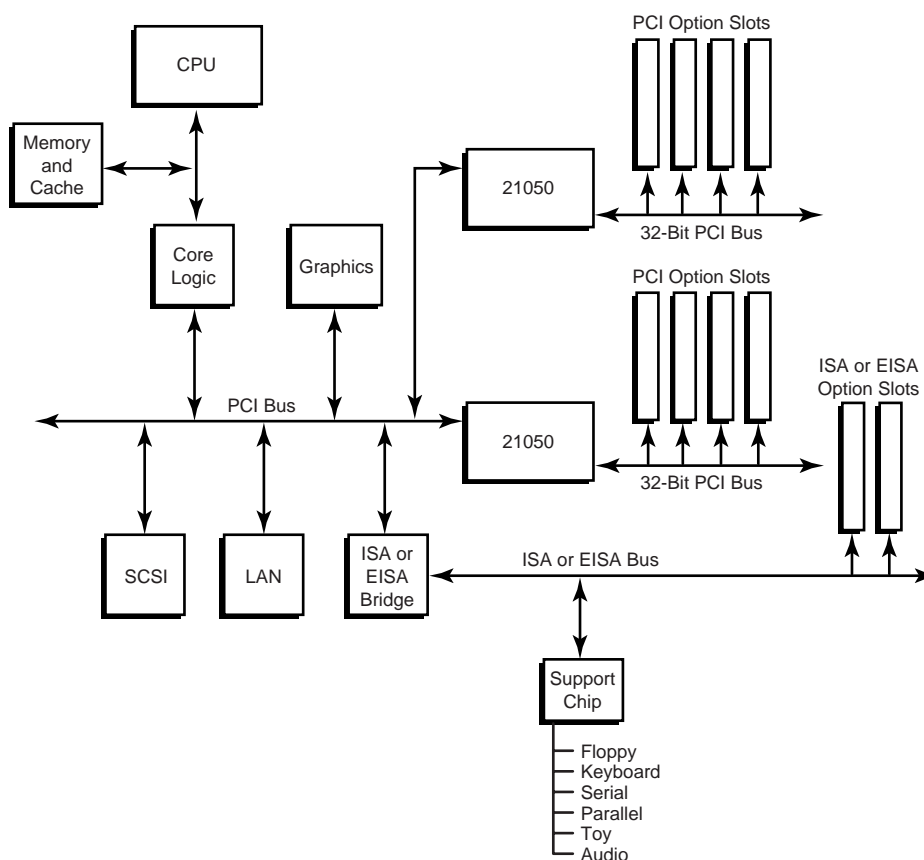 PCI Option Slots
CPU
Memory
and
Cache
21050
32-Bit PCI Bus
Core
Logic
Graphics
PCI Option Slots
ISA or EISA
Option Slots
PCI Bus
21050
32-Bit PCI Bus
SCSI
LAN
ISA or
EISA
Bridge
ISA or EISA Bus
Support
Chip
Floppy
Keyboard
Serial
Parallel
Toy
Audio